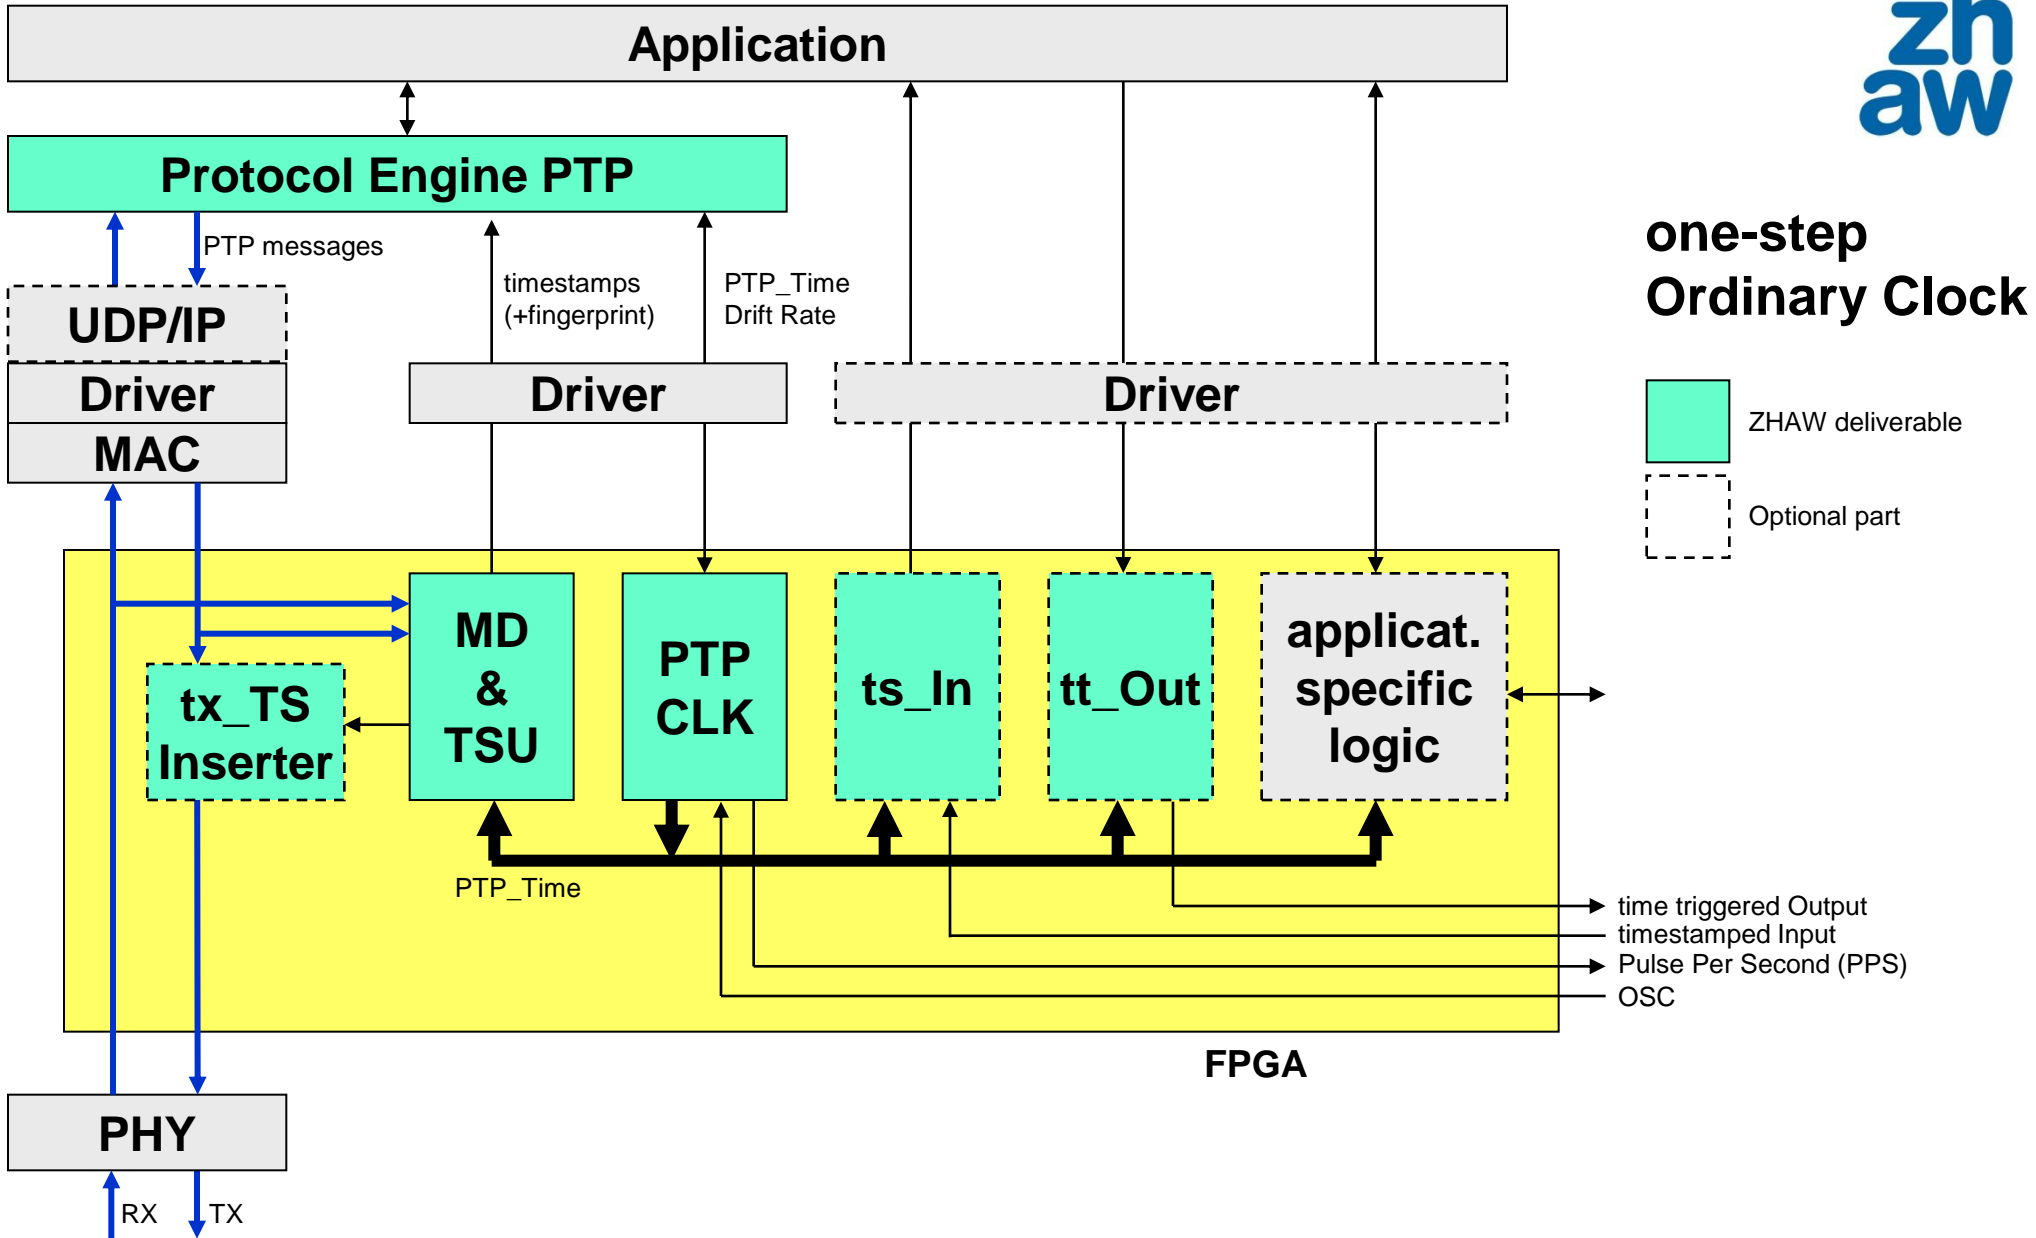 Application
zh
aw
Protocol Engine PTP
PTP messages
timestamps
(+fingerprint)
PTP_Time
Drift Rate
one-step
Ordinary Clock
UDP/IP
Driver
MAC
Driver
Driver
ZHAW deliverable
Optional part
MD
&
TSU
PTP
CLK
ts_In
tt_Out
applicat.
specific
logic
tx_TS
Inserter
PTP_Time
time triggered Output
timestamped Input
Pulse Per Second (PPS)
OSC
FPGA
PHY
RX
TX